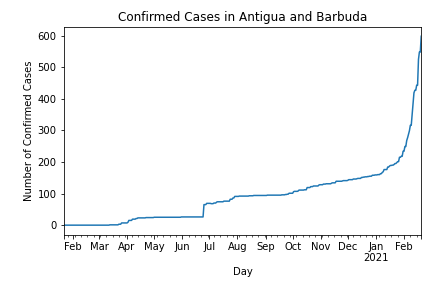 Confirmed Cases in Antigua and Barbuda
Number of Confirmed Cases
600
500
400
300
200
100
0
Feb Mar Apr May Jun Jul Aug Sep Oct Nov Dec Jan Feb
2021
Day